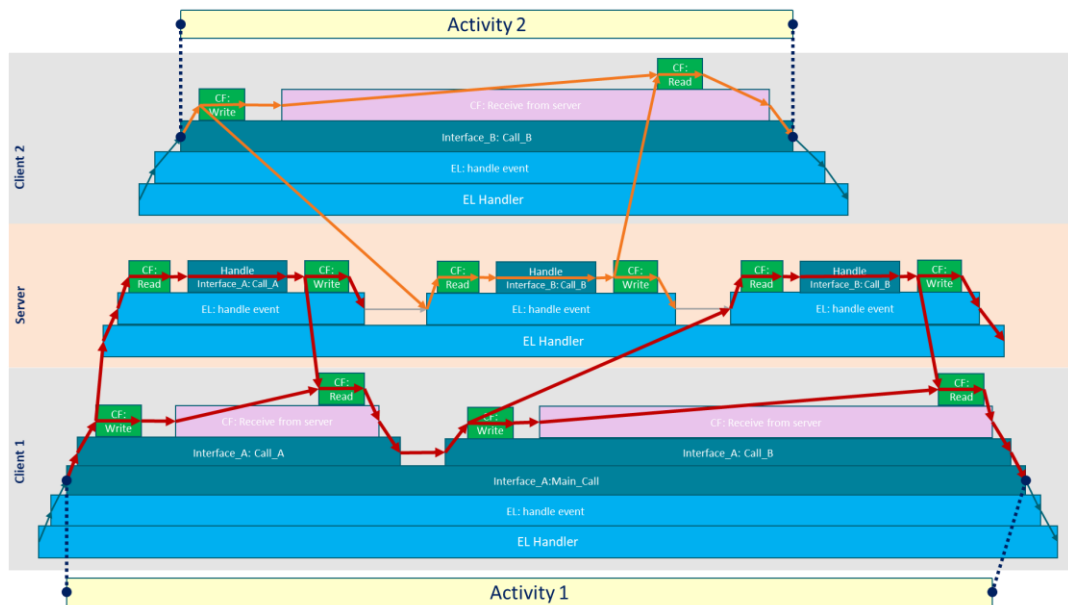 Activity 2
Client 2
CF:
Write
CF: Receive from server
CF:
Read
Interface_B: Call_B
EL: handle event
EL Handler
Server
CF:
Read
Handle
Interface_A: Call_A
CF:
Write
EL: handle event
CF:
Read
Handle
Interface_B: Call_B
CF:
Write
EL: handle event
CF:
Read
Handle
Interface_B: Call_B
CF:
Write
EL: handle event
EL Handler
Client 1
CF:
Write
CF: Receive from server
CF:
Read
Interface_A: Call_A
CF:
Write
CF: Receive from server
CF:
Read
Interface_A: Call_B
Interface_A:Main_Call
EL: handle event
EL Handler
Activity 1